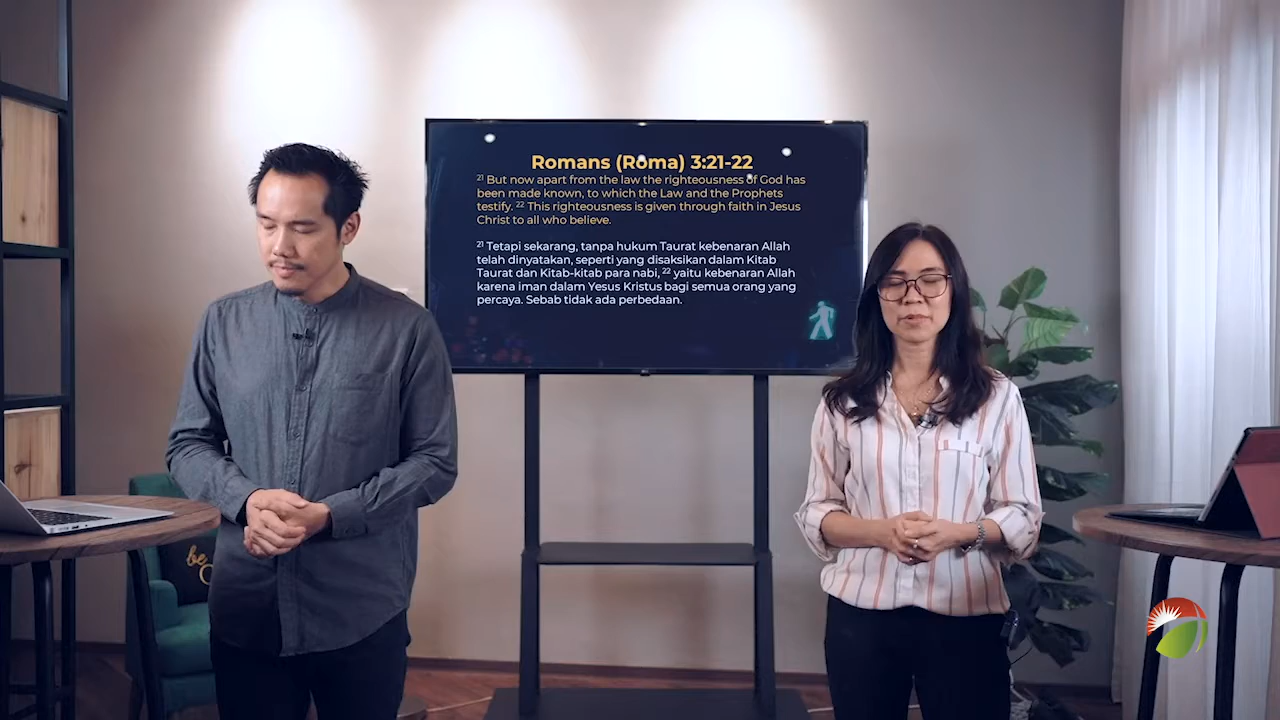 Romans (Roma) 3:21-22
21 But now apart from the law the righteousness of God has
been made known, to which the Law and the Prophets
testify. 22 This righteousness is given through faith in Jesus
Christ to all who believe.
21 Tetapi sekarang, tanpa hukum Taurat kebenaran Allah
telah dinyatakan, seperti yang disaksikan dalam Kitab
Taurat dan Kitab-kitab para nabi, 22 yaitu kebenaran Allah
karena iman dalam Yesus Kristus bagi semua orang yang
percaya. Sebab tidak ada perbedaan.
be